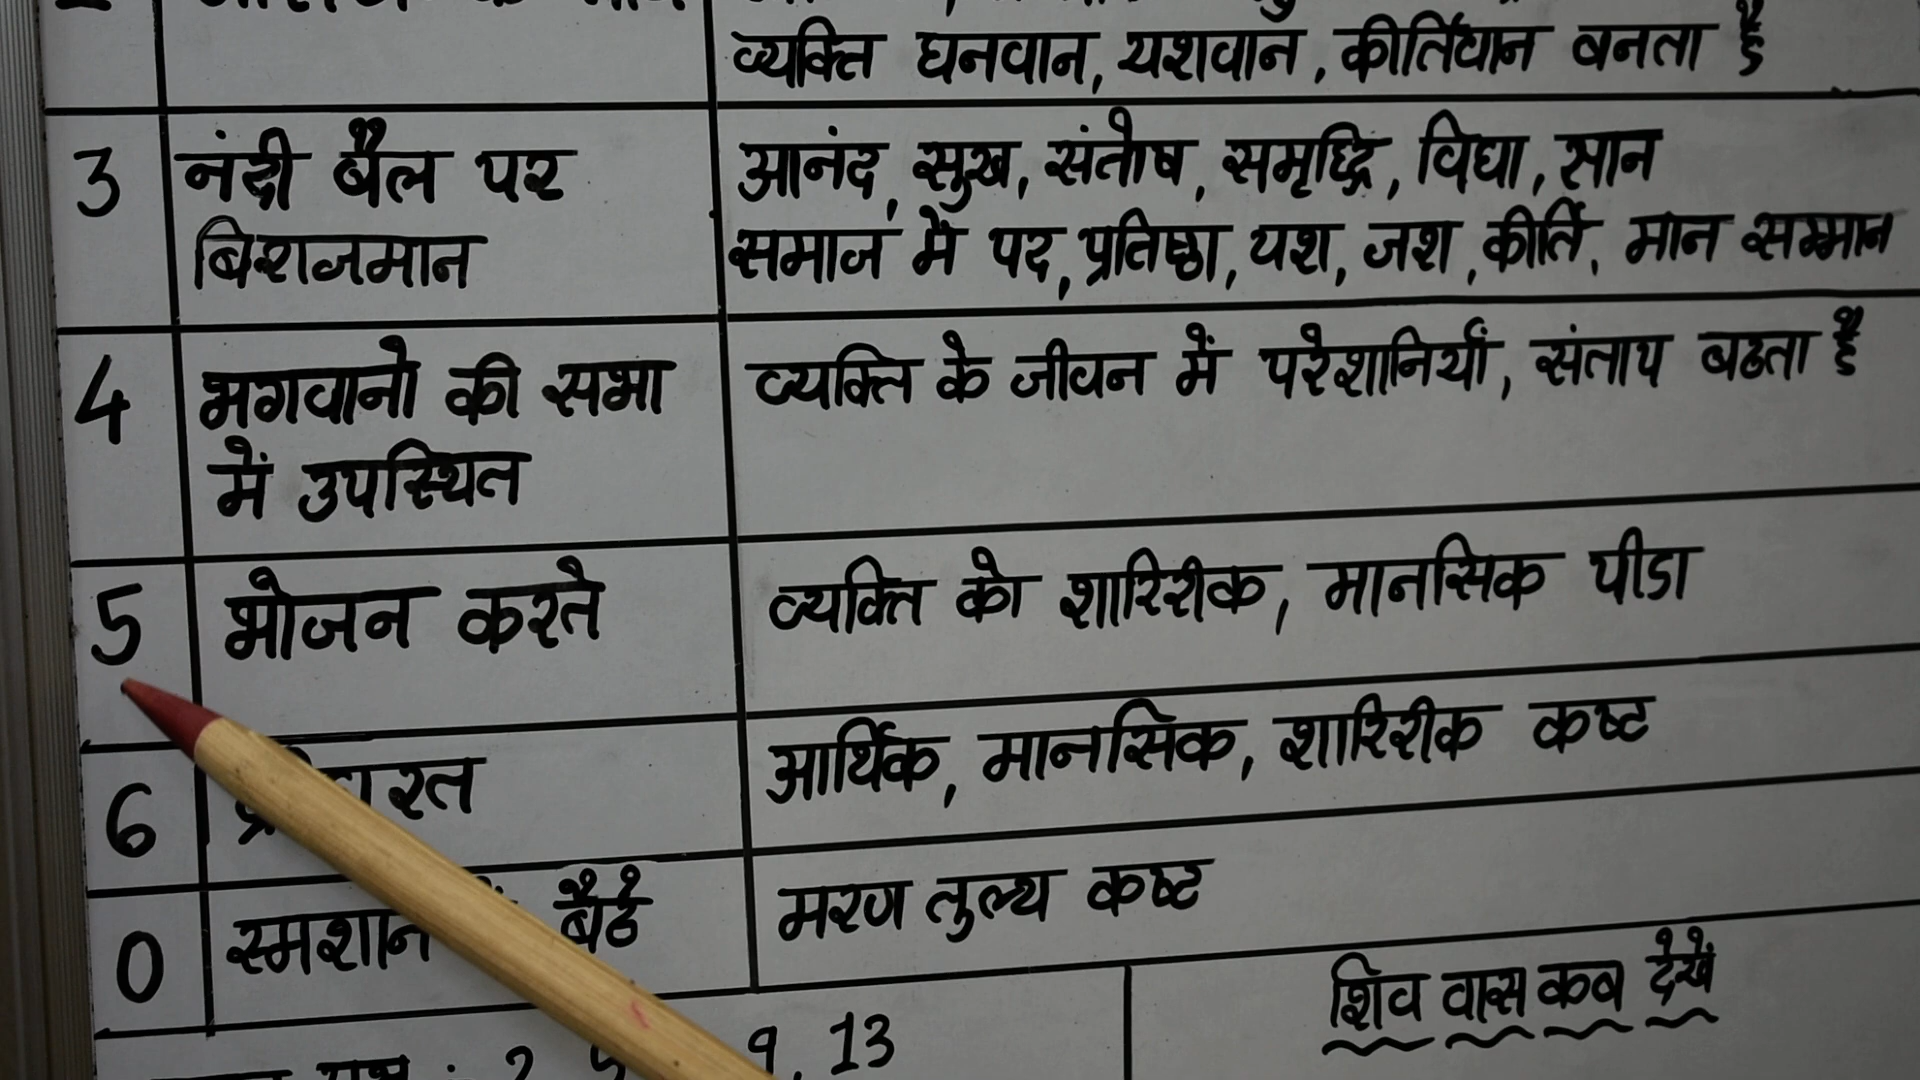 व्यक्ति घनवान, यशवान, कीर्तिवान बनता है
3 नंदी बैल पर
बिराजमान
आनंद, सुख, संतोष, समृध्दि, विघा, सान
समाज में पद, प्रतिष्ठा, यश, जश, कीर्ति, मान सम्मान
4 भगवानो की सभा
में उपस्थित
व्यक्ति के जीवन में परेशानियाँ, संताप बढता है
5 भोजन करते
व्यक्ति को शारिरीक, मानसिक पीडा
6
आर्थिक, मानसिक, शारिरीक कष्ट
0 स्मशान बैठे
मरण तुल्य कष्ट
9, 13
शिव वास कब देखें